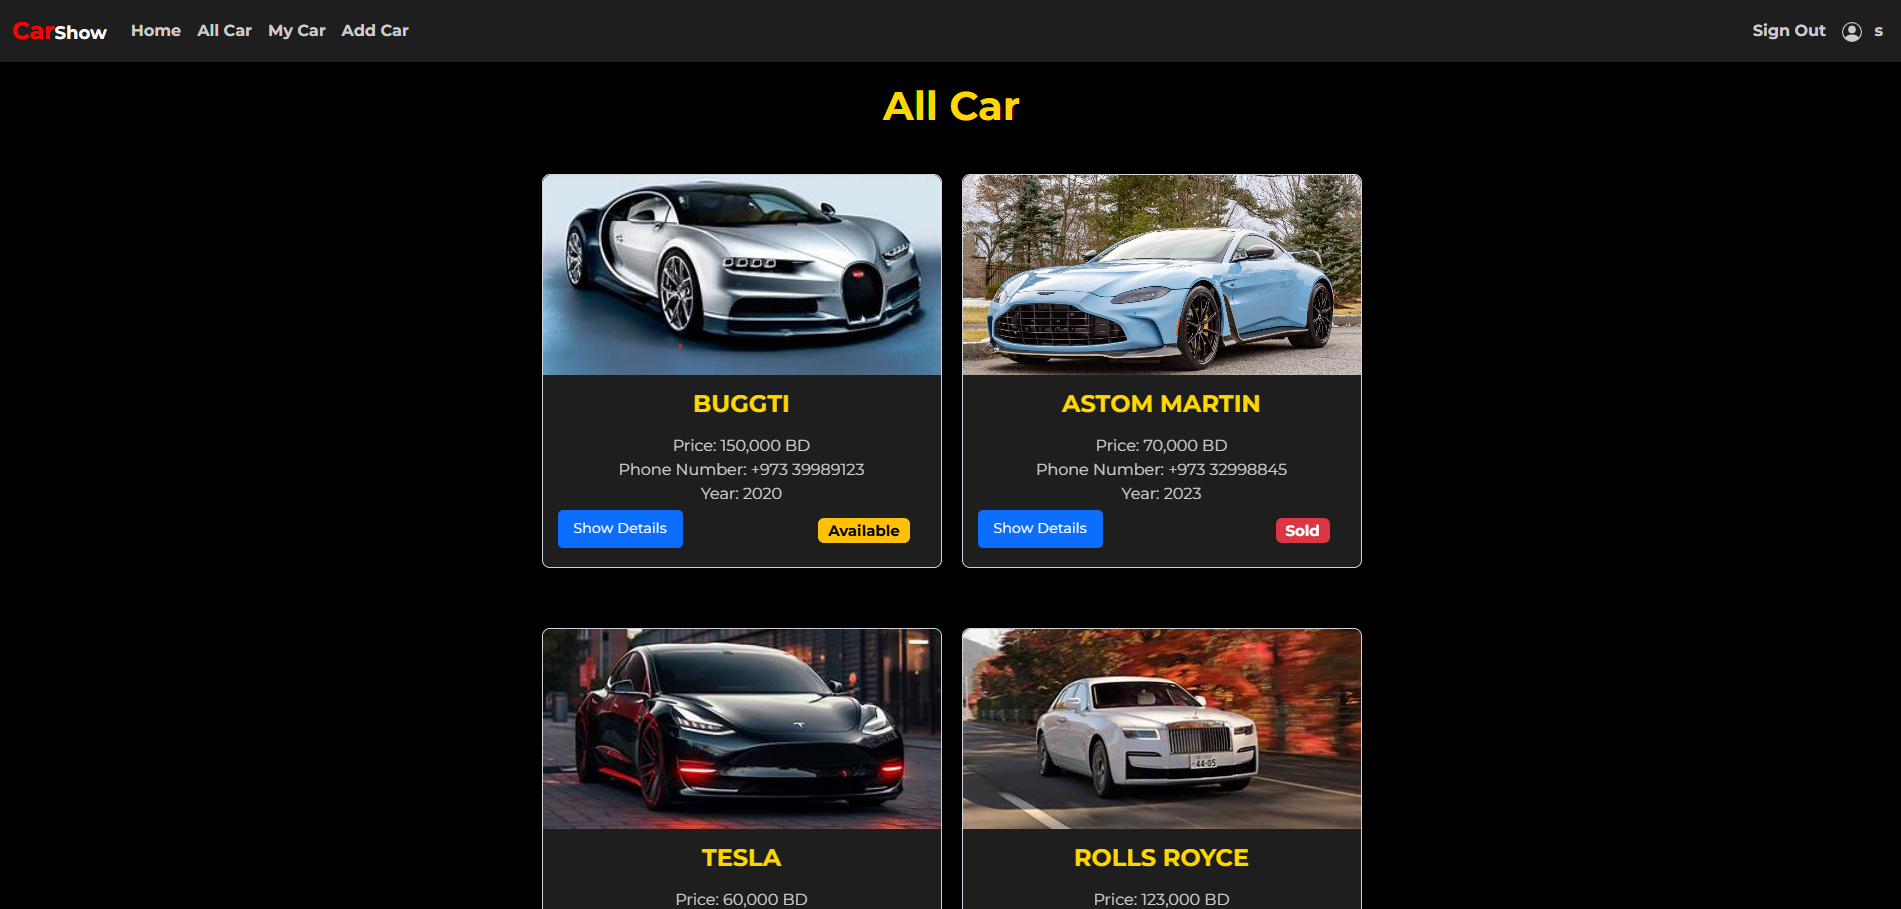 CarShow Home All Car My Car Add Car Sign Out s
All Car
BUGGTI
Price: 150,000 BD
Phone Number: +973 39989123
Year: 2020
Show Details Available
ASTOM MARTIN
Price: 70,000 BD
Phone Number: +973 32998845
Year: 2023
Show Details Sold
44-05
TESLA
Price: 60,000 BD
ROLLS ROYCE
Price: 123,000 BD